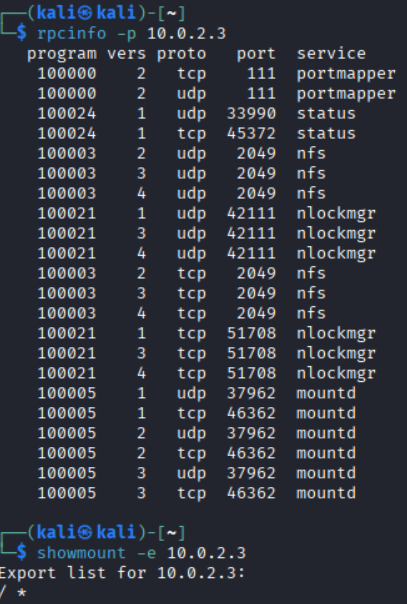 ┌──(kali㉿kali)-[~]
└─$ rpcinfo -p 10.0.2.3
   program vers proto   port  service
    100000    2   tcp    111  portmapper
    100000    2   udp    111  portmapper
    100024    1   udp  33990  status
    100024    1   tcp  45372  status
    100003    2   udp   2049  nfs
    100003    3   udp   2049  nfs
    100003    4   udp   2049  nfs
    100021    1   udp  42111  nlockmgr
    100021    3   udp  42111  nlockmgr
    100021    4   udp  42111  nlockmgr
    100003    2   tcp   2049  nfs
    100003    3   tcp   2049  nfs
    100003    4   tcp   2049  nfs
    100021    1   tcp  51708  nlockmgr
    100021    3   tcp  51708  nlockmgr
    100021    4   tcp  51708  nlockmgr
    100005    1   udp  37962  mountd
    100005    1   tcp  46362  mountd
    100005    2   udp  37962  mountd
    100005    2   tcp  46362  mountd
    100005    3   udp  37962  mountd
    100005    3   tcp  46362  mountd
┌──(kali㉿kali)-[~]
└─$ showmount -e 10.0.2.3
Export list for 10.0.2.3:
/ *